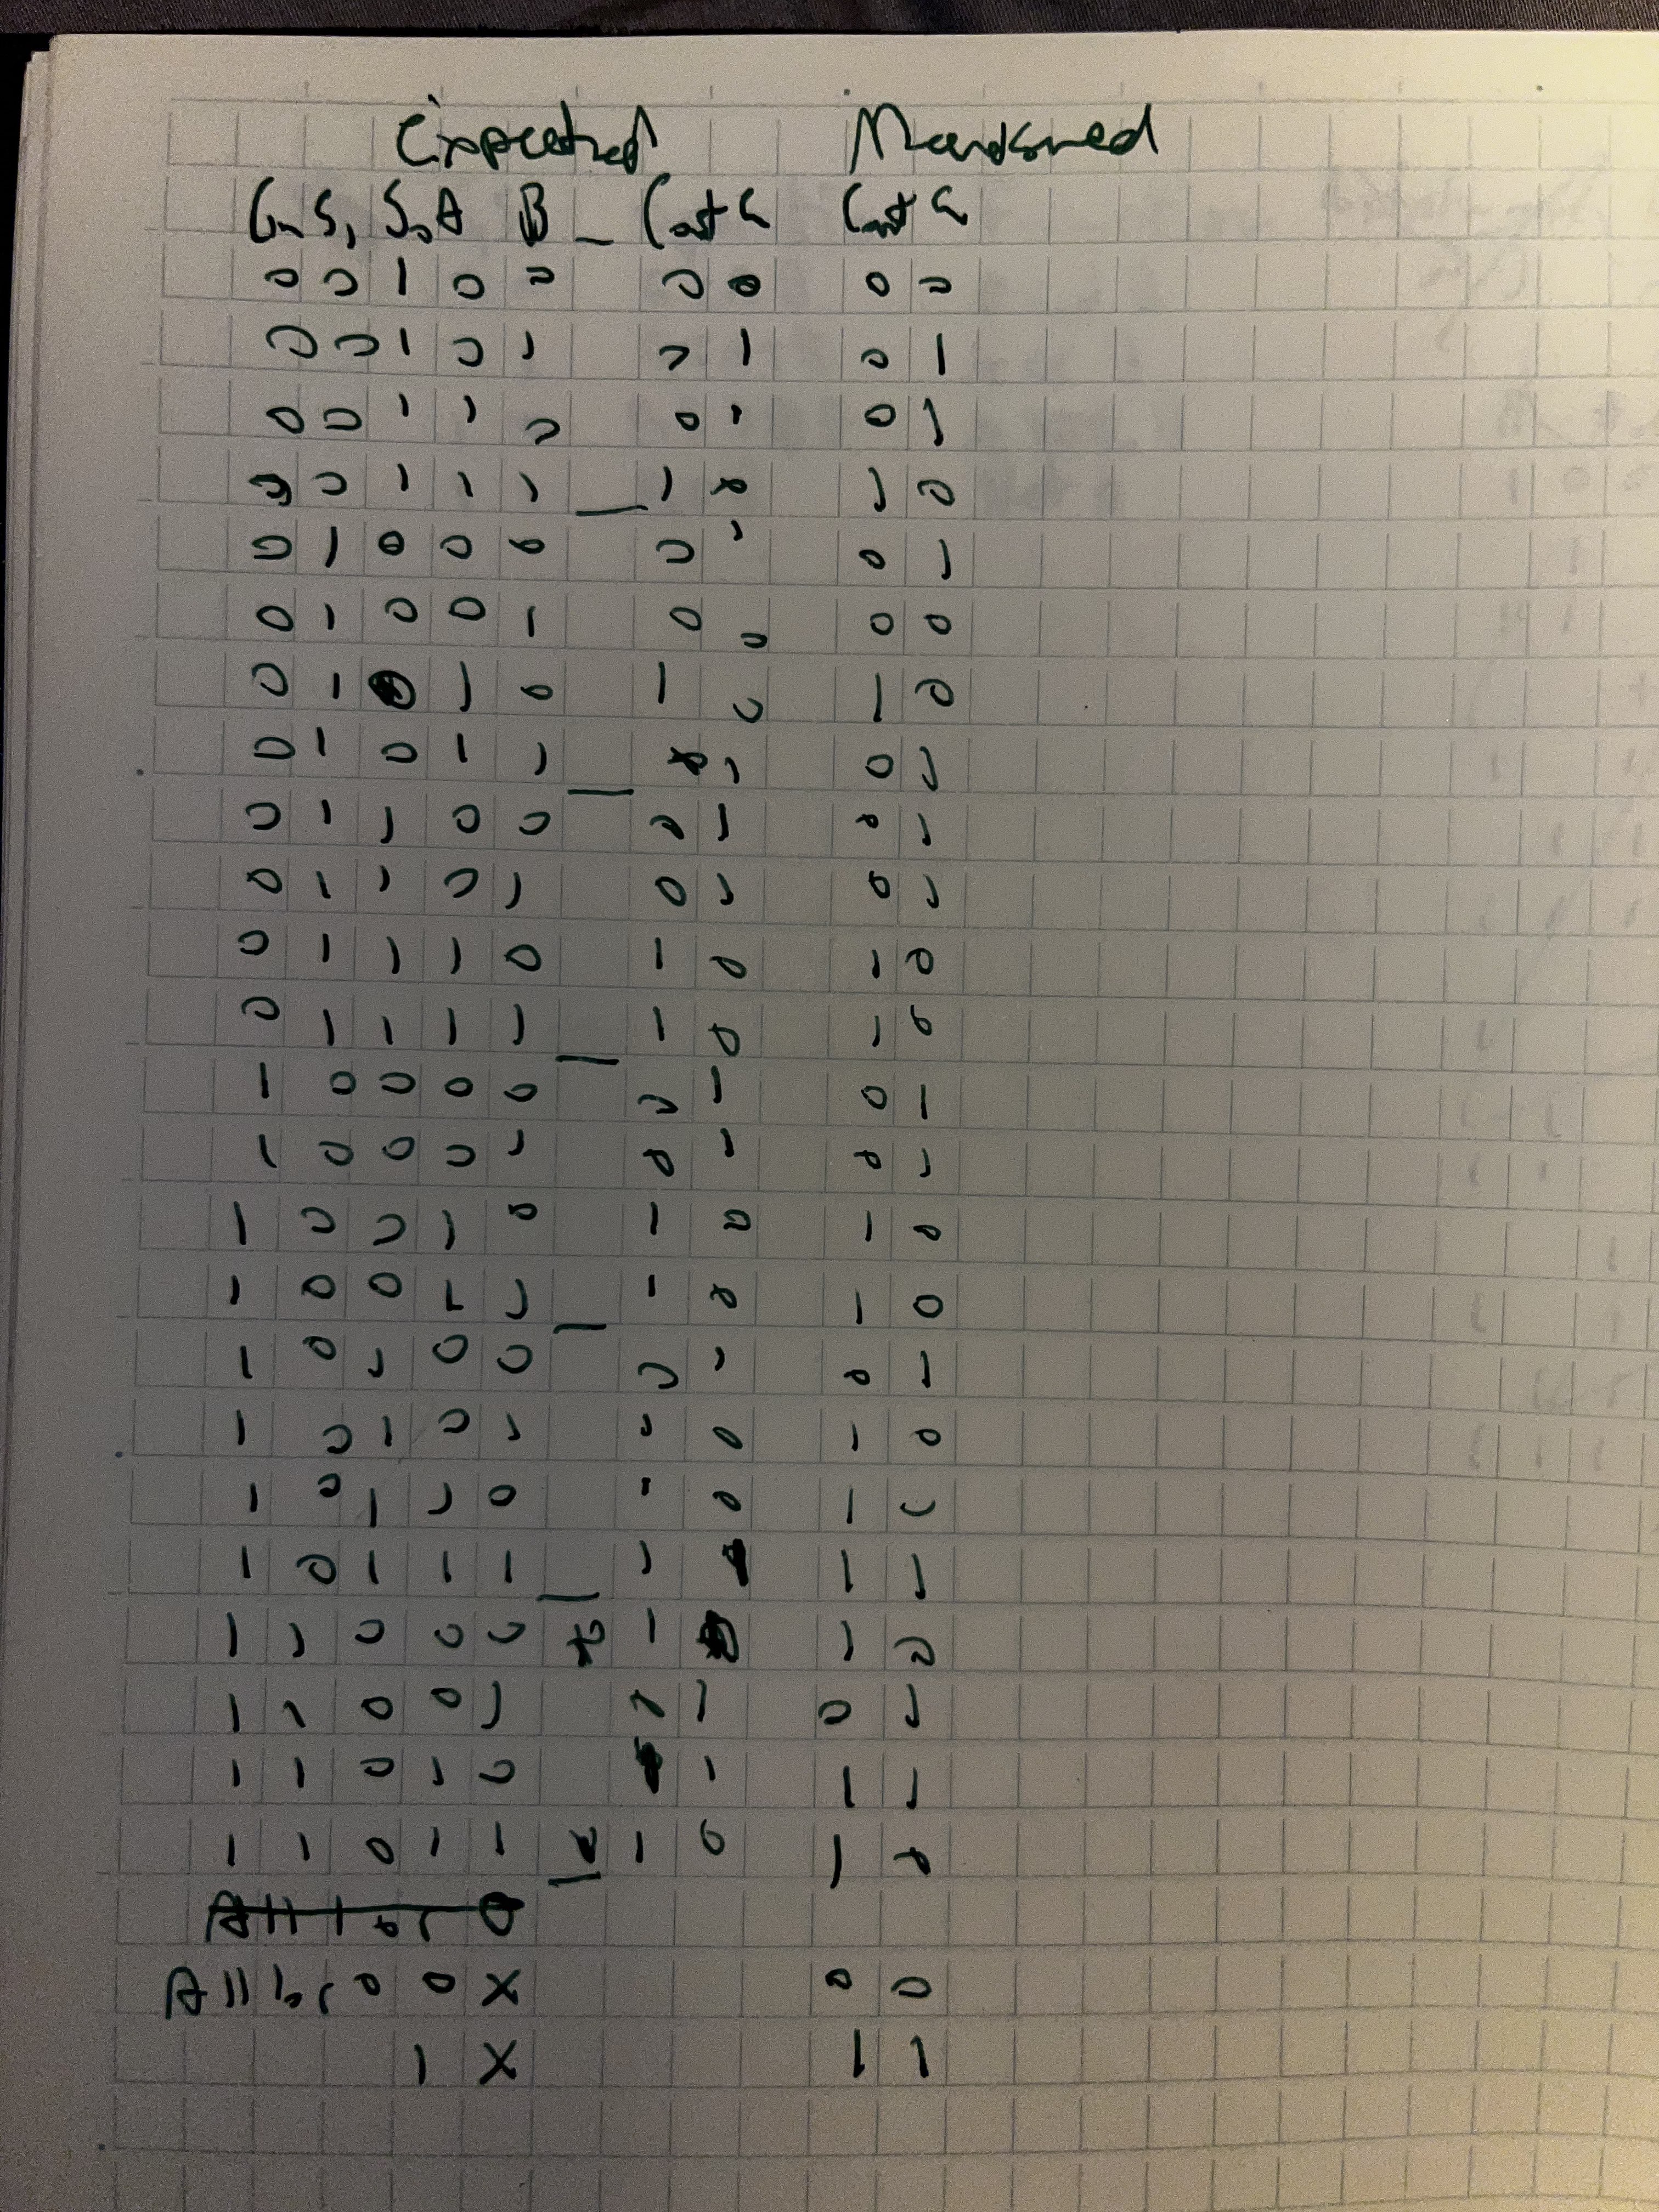 Expected Measured
Cin S1 S0 A B Cout G Cout G
0 0 1 0 0 0 0 0 0
0 0 1 0 1 0 1 0 1
0 0 1 1 0 0 1 0 1
0 0 1 1 1 1 0 1 0
0 1 0 0 0 0 1 0 1
0 1 0 0 1 0 0 0 0
0 1 0 1 0 1 0 1 0
0 1 0 1 1 0 1 0 1
0 1 1 0 0 0 1 0 1
0 1 1 0 1 0 1 0 1
0 1 1 1 0 1 0 1 0
0 1 1 1 1 1 0 1 0
1 0 0 0 0 0 1 0 1
1 0 0 0 1 0 1 0 1
1 0 0 1 0 1 0 1 0
1 0 0 1 1 1 0 1 0
1 0 1 0 0 0 1 0 1
1 0 1 0 1 1 0 1 0
1 0 1 1 0 1 0 1 0
1 0 1 1 1 1 1 1 1
1 1 0 0 0 1 0 1 0
1 1 0 0 1 0 1 0 1
1 1 0 1 0 1 1 1 1
1 1 0 1 1 1 0 1 0
All 1 or 0
All 1 or 0 0 X 0 0
1 X 1 1